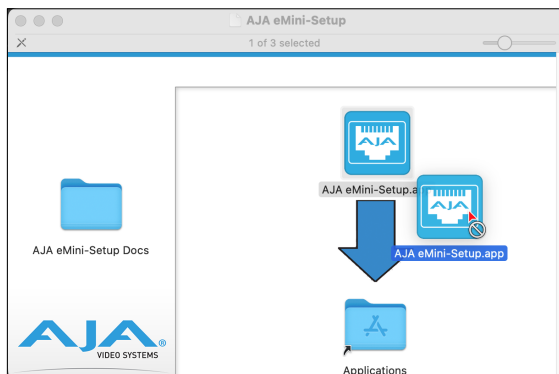 AJA eMini-Setup
1 of 3 selected
AJA
AJA eMini-Setup.a
AJA
AJA eMini-Setup.app
AJA eMini-Setup Docs
AJA®
VIDEO SYSTEMS
Applications